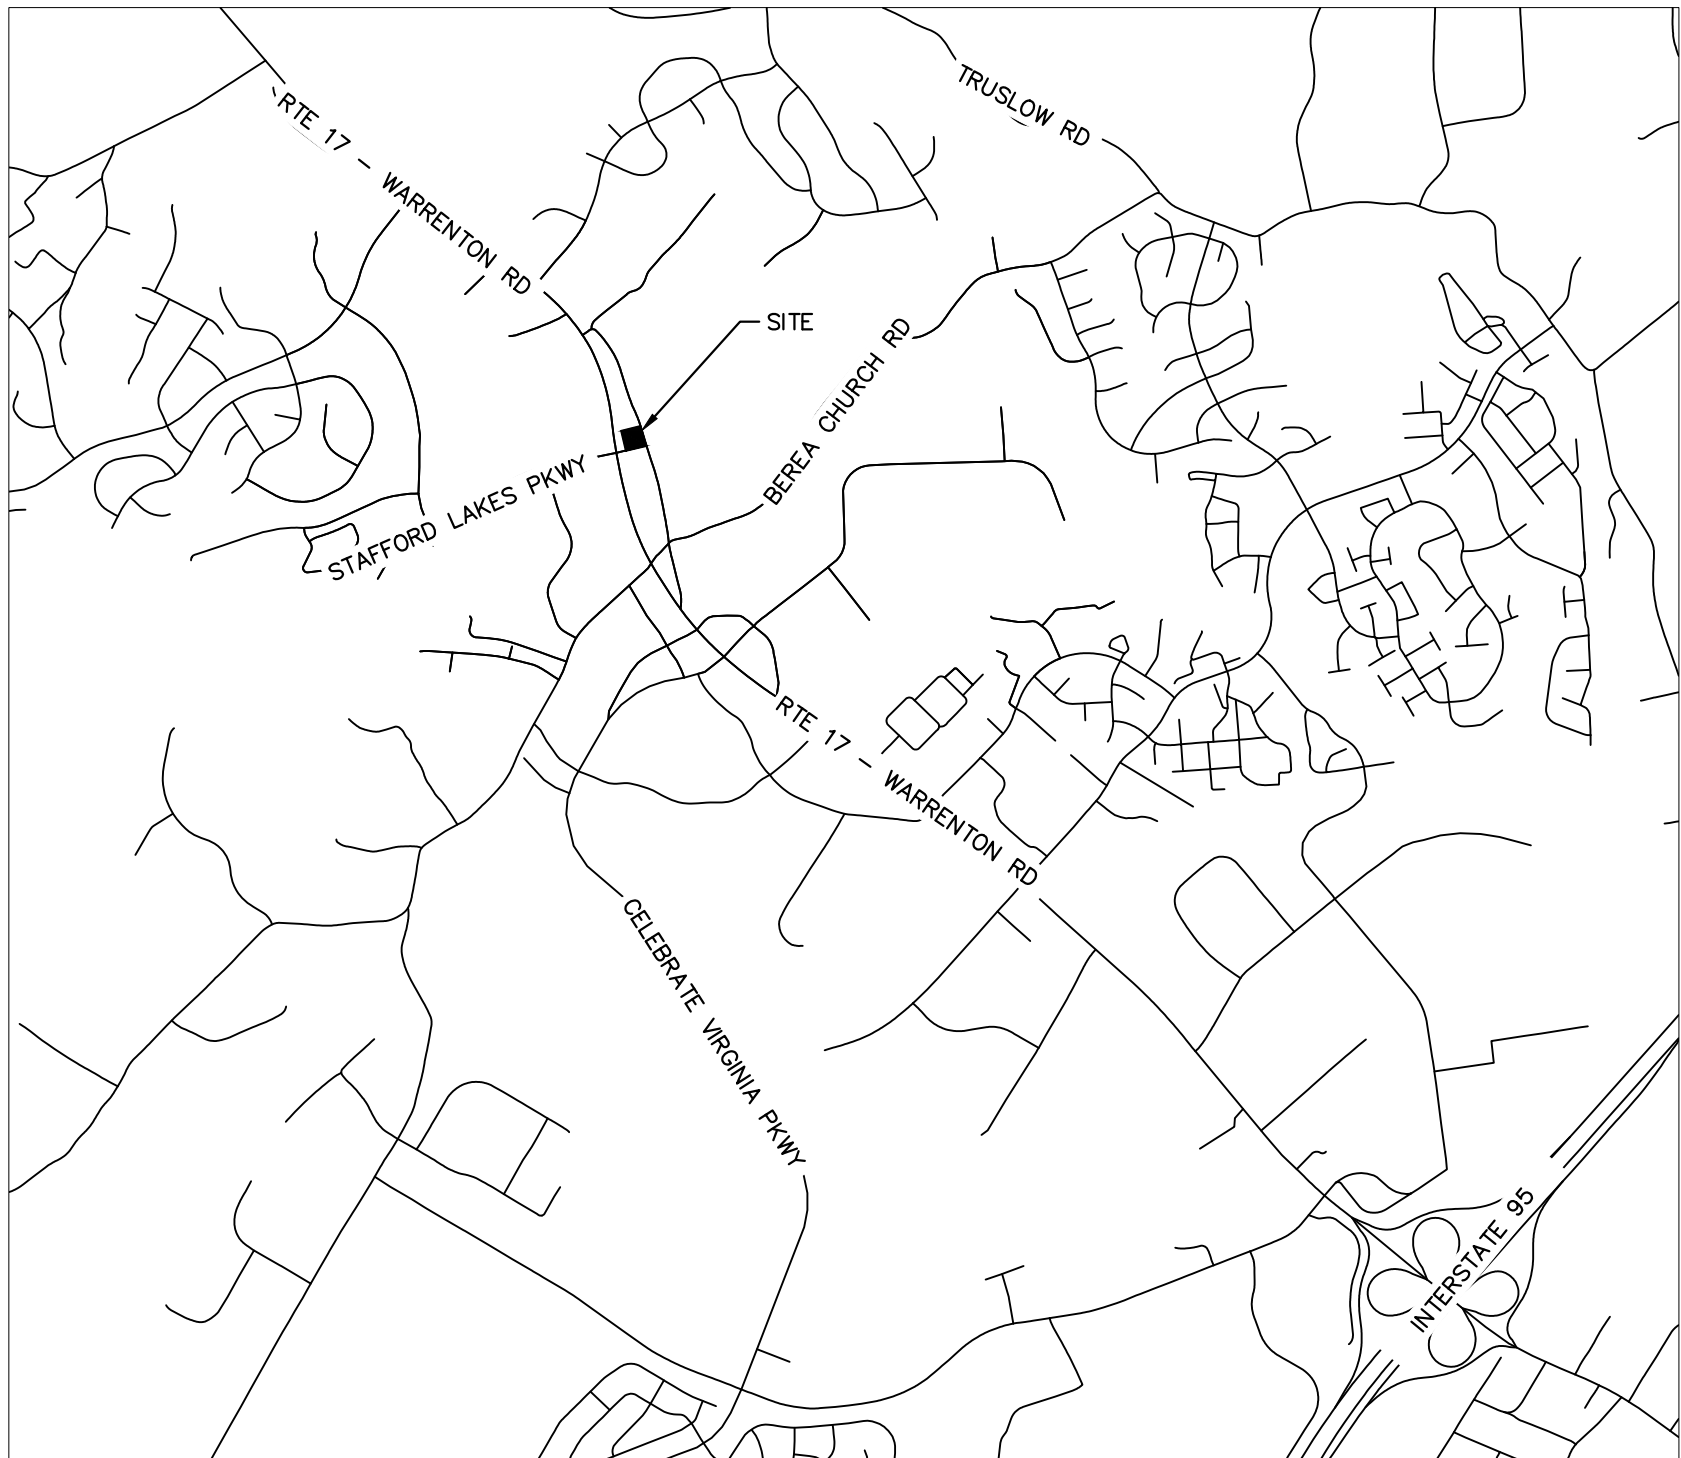 TRUSLOW RD
RTE 17 - WARRENTON RD
SITE
BEREA CHURCH RD
STAFFORD LAKES PKWY
RTE 17 - WARRENTON RD
CELEBRATE VIRGINIA PKWY
INTERSTATE 95